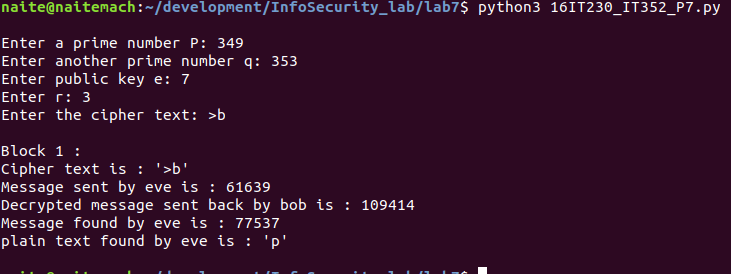 naite@naitemach:~/development/InfoSecurity_lab/lab7$ python3 16IT230_IT352_P7.py
Enter a prime number P: 349
Enter another prime number q: 353
Enter public key e: 7
Enter r: 3
Enter the cipher text: >b
Block 1 :
Cipher text is : '>b'
Message sent by eve is : 61639
Decrypted message sent back by bob is : 109414
Message found by eve is : 77537
plain text found by eve is : 'p'